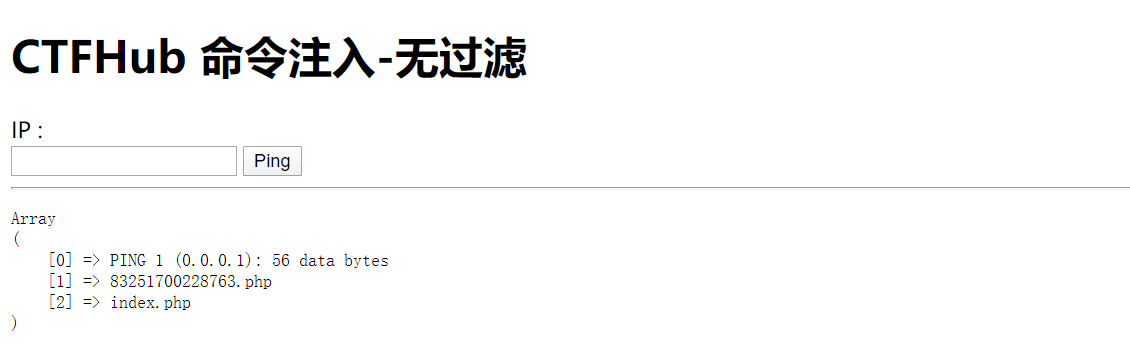 CTFHub 命令注入-无过滤
IP :
Ping
Array
(
[0] => PING 1 (0.0.0.1): 56 data bytes
[1] => 83251700228763.php
[2] => index.php
)